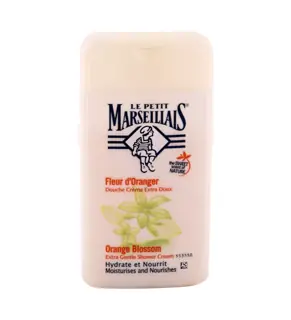 LE PETIT
MARSEILLAIS
Fleur d'Oranger
Douche Crème Extra Doux
Orange Blossom
Extra Gentle Shower Cream
Hydrate et Nourrit
Moisturises and Nourishes